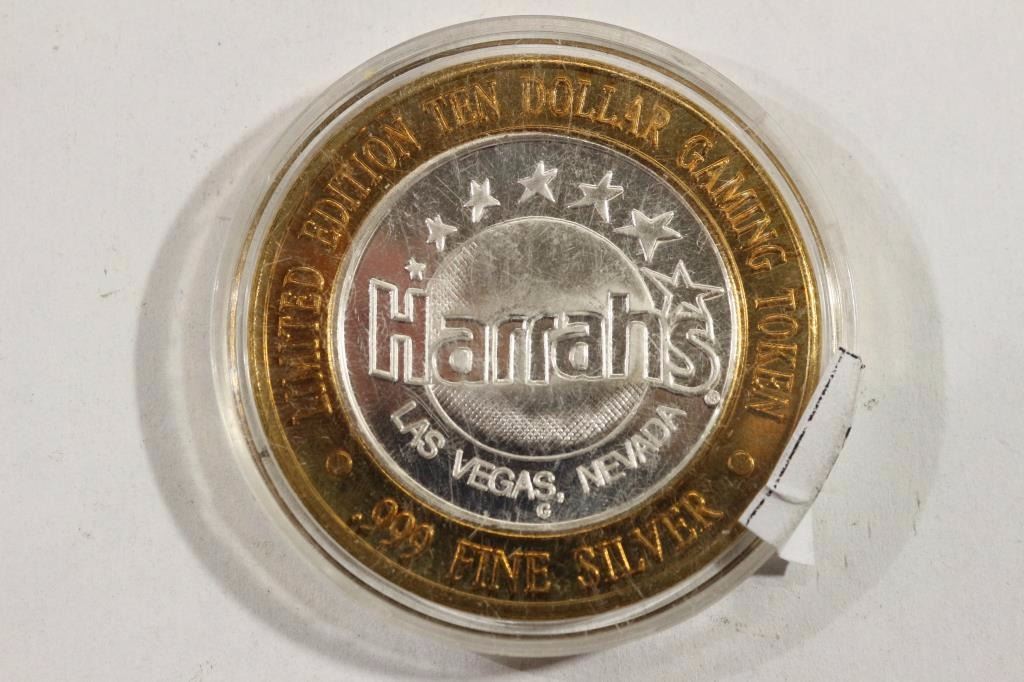 LIMITED EDITION TEN DOLLAR GAMING TOKEN
Harrah's®
LAS VEGAS, NEVADA
G
.999 FINE SILVER